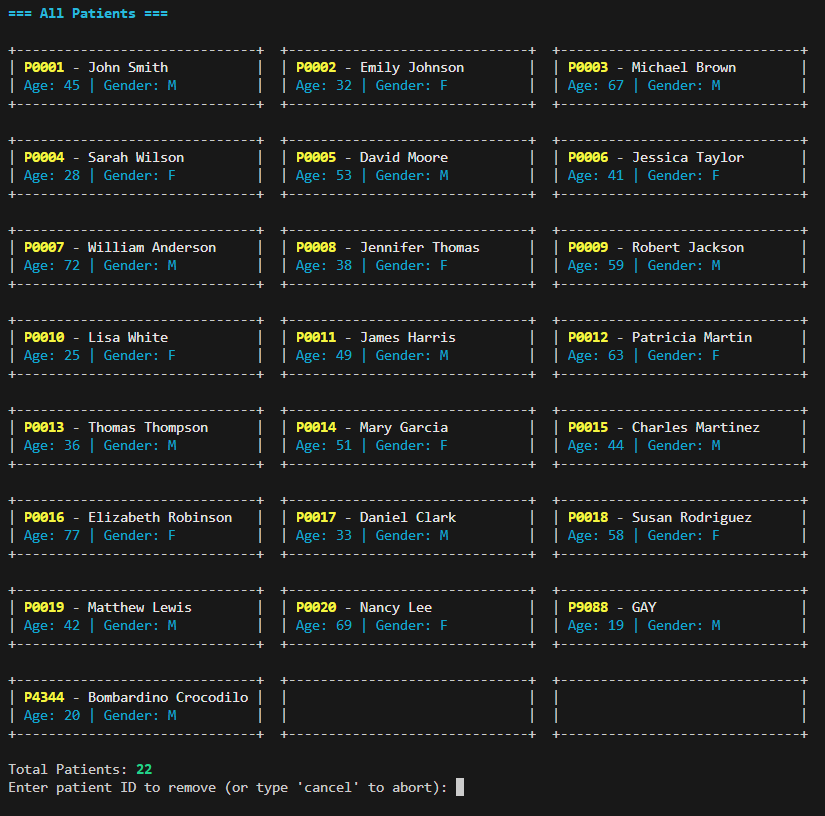 === All Patients ===
+------------------------------+  +------------------------------+  +------------------------------+
| P0001 - John Smith           |  | P0002 - Emily Johnson        |  | P0003 - Michael Brown        |
| Age: 45 | Gender: M          |  | Age: 32 | Gender: F          |  | Age: 67 | Gender: M          |
+------------------------------+  +------------------------------+  +------------------------------+
+------------------------------+  +------------------------------+  +------------------------------+
| P0004 - Sarah Wilson         |  | P0005 - David Moore          |  | P0006 - Jessica Taylor       |
| Age: 28 | Gender: F          |  | Age: 53 | Gender: M          |  | Age: 41 | Gender: F          |
+------------------------------+  +------------------------------+  +------------------------------+
+------------------------------+  +------------------------------+  +------------------------------+
| P0007 - William Anderson     |  | P0008 - Jennifer Thomas      |  | P0009 - Robert Jackson       |
| Age: 72 | Gender: M          |  | Age: 38 | Gender: F          |  | Age: 59 | Gender: M          |
+------------------------------+  +------------------------------+  +------------------------------+
+------------------------------+  +------------------------------+  +------------------------------+
| P0010 - Lisa White           |  | P0011 - James Harris         |  | P0012 - Patricia Martin      |
| Age: 25 | Gender: F          |  | Age: 49 | Gender: M          |  | Age: 63 | Gender: F          |
+------------------------------+  +------------------------------+  +------------------------------+
+------------------------------+  +------------------------------+  +------------------------------+
| P0013 - Thomas Thompson      |  | P0014 - Mary Garcia          |  | P0015 - Charles Martinez     |
| Age: 36 | Gender: M          |  | Age: 51 | Gender: F          |  | Age: 44 | Gender: M          |
+------------------------------+  +------------------------------+  +------------------------------+
+------------------------------+  +------------------------------+  +------------------------------+
| P0016 - Elizabeth Robinson   |  | P0017 - Daniel Clark         |  | P0018 - Susan Rodriguez      |
| Age: 77 | Gender: F          |  | Age: 33 | Gender: M          |  | Age: 58 | Gender: F          |
+------------------------------+  +------------------------------+  +------------------------------+
+------------------------------+  +------------------------------+  +------------------------------+
| P0019 - Matthew Lewis        |  | P0020 - Nancy Lee            |  | P9088 - GAY                  |
| Age: 42 | Gender: M          |  | Age: 69 | Gender: F          |  | Age: 19 | Gender: M          |
+------------------------------+  +------------------------------+  +------------------------------+
+------------------------------+  +------------------------------+  +------------------------------+
| P4344 - Bombardino Crocodilo |  |                              |  |                              |
| Age: 20 | Gender: M          |  |                              |  |                              |
+------------------------------+  +------------------------------+  +------------------------------+
Total Patients: 22
Enter patient ID to remove (or type 'cancel' to abort):